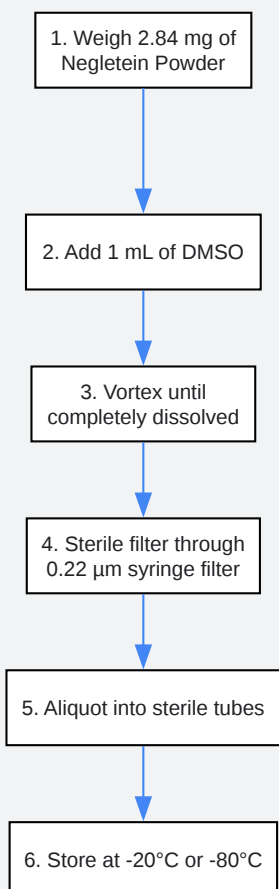 1. Weigh 2.84 mg of
Negletein Powder
2. Add 1 mL of DMSO
3. Vortex until
completely dissolved
4. Sterile filter through
0.22 µm syringe filter
5. Aliquot into sterile tubes
6. Store at -20°C or -80°C